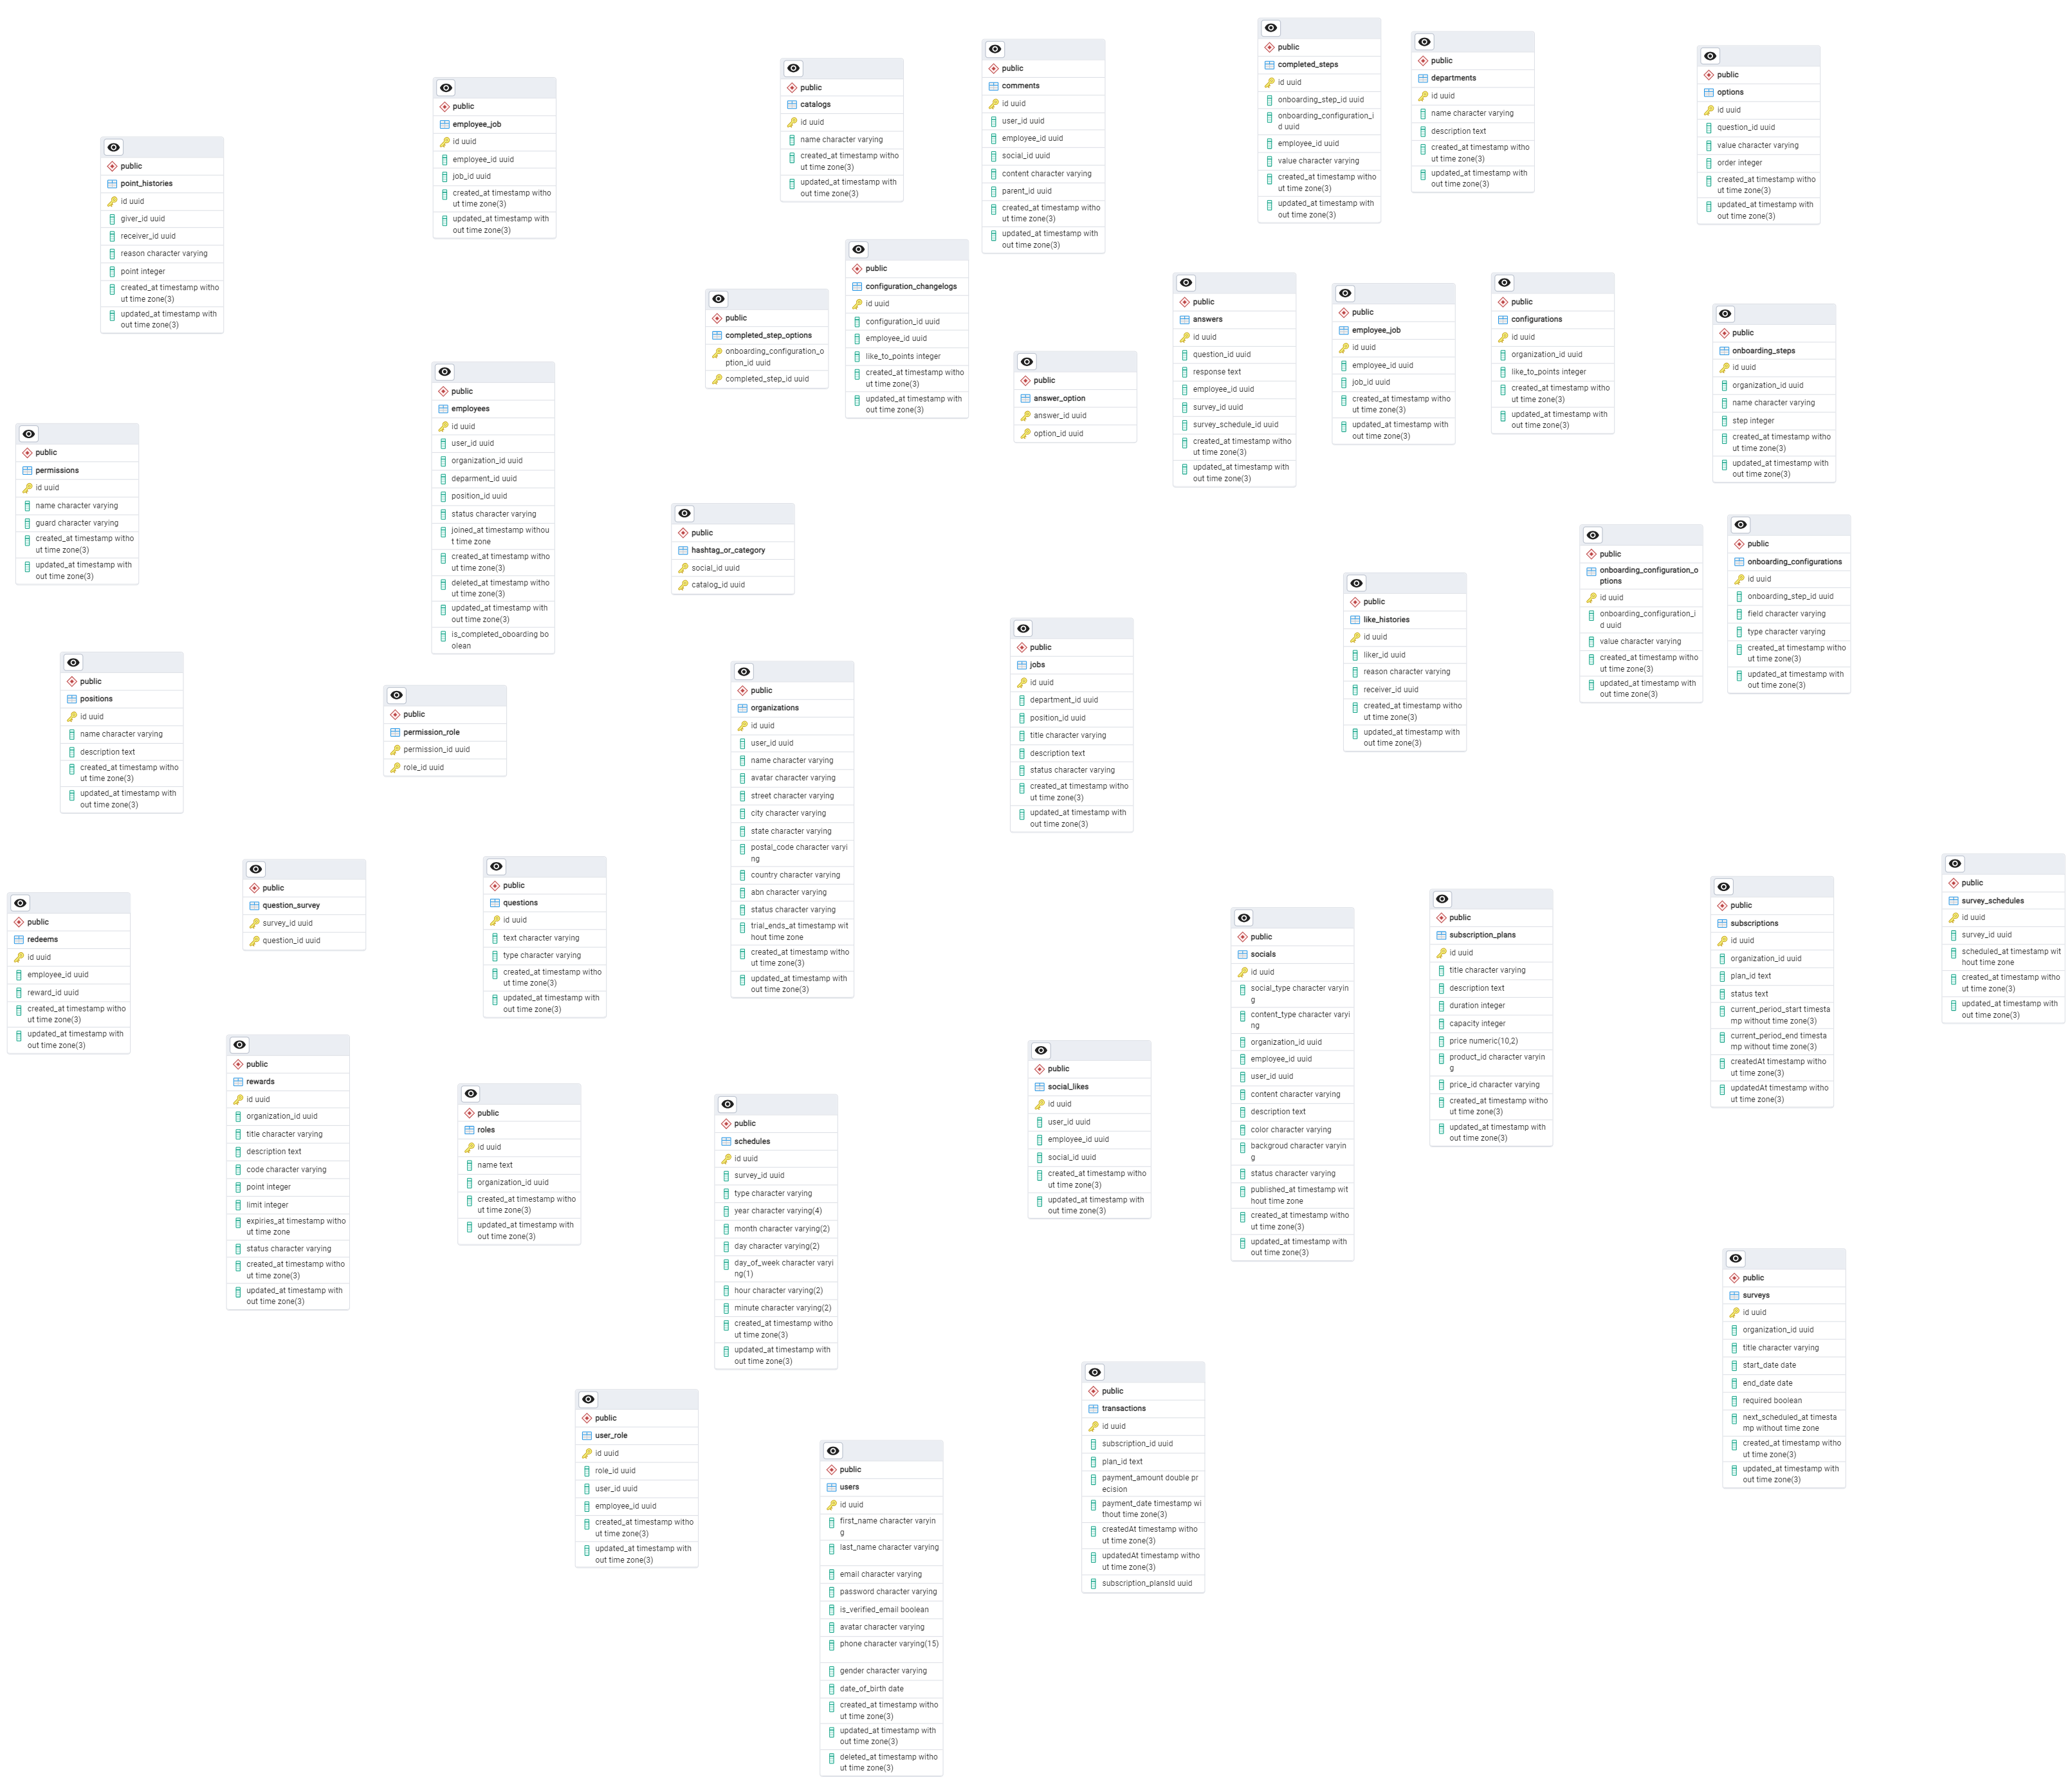 public
point_histories
id uuid
giver_id uuid
receiver_id uuid
reason character varying
point integer
created_at timestamp witho
ut time zone(3)
updated_at timestamp with
out time zone(3)
public
employee_job
id uuid
employee_id uuid
job_id uuid
created_at timestamp witho
ut time zone(3)
updated_at timestamp with
out time zone(3)
public
catalogs
id uuid
name character varying
created_at timestamp witho
ut time zone(3)
updated_at timestamp with
out time zone(3)
public
comments
id uuid
user_id uuid
employee_id uuid
social_id uuid
content character varying
parent_id uuid
created_at timestamp witho
ut time zone(3)
updated_at timestamp with
out time zone(3)
public
completed_steps
id uuid
onboarding_step_id uuid
onboarding_configuration_i
d uuid
employee_id uuid
value character varying
created_at timestamp witho
ut time zone(3)
updated_at timestamp with
out time zone(3)
public
departments
id uuid
name character varying
description text
created_at timestamp witho
ut time zone(3)
updated_at timestamp with
out time zone(3)
public
options
id uuid
question_id uuid
value character varying
order integer
created_at timestamp witho
ut time zone(3)
updated_at timestamp with
out time zone(3)
public
completed_step_options
onboarding_configuration_o
ption_id uuid
completed_step_id uuid
public
configuration_changelogs
id uuid
configuration_id uuid
employee_id uuid
like_to_points integer
created_at timestamp witho
ut time zone(3)
updated_at timestamp with
out time zone(3)
public
answer_option
answer_id uuid
option_id uuid
public
answers
id uuid
question_id uuid
response text
employee_id uuid
survey_id uuid
survey_schedule_id uuid
created_at timestamp witho
ut time zone(3)
updated_at timestamp with
out time zone(3)
public
employee_job
id uuid
employee_id uuid
job_id uuid
created_at timestamp witho
ut time zone(3)
updated_at timestamp with
out time zone(3)
public
configurations
id uuid
organization_id uuid
like_to_points integer
created_at timestamp witho
ut time zone(3)
updated_at timestamp with
out time zone(3)
public
onboarding_steps
id uuid
organization_id uuid
name character varying
step integer
created_at timestamp witho
ut time zone(3)
updated_at timestamp with
out time zone(3)
public
permissions
id uuid
name character varying
guard character varying
created_at timestamp witho
ut time zone(3)
updated_at timestamp with
out time zone(3)
public
employees
id uuid
user_id uuid
organization_id uuid
deparment_id uuid
position_id uuid
status character varying
joined_at timestamp withou
t time zone
created_at timestamp witho
ut time zone(3)
deleted_at timestamp witho
ut time zone(3)
updated_at timestamp with
out time zone(3)
is_completed_oboarding bo
olean
public
hashtag_or_category
social_id uuid
catalog_id uuid
public
onboarding_configuration_o
ptions
id uuid
onboarding_configuration_i
d uuid
value character varying
created_at timestamp witho
ut time zone(3)
updated_at timestamp with
out time zone(3)
public
onboarding_configurations
id uuid
onboarding_step_id uuid
field character varying
type character varying
created_at timestamp witho
ut time zone(3)
updated_at timestamp with
out time zone(3)
public
like_histories
id uuid
liker_id uuid
reason character varying
receiver_id uuid
created_at timestamp witho
ut time zone(3)
updated_at timestamp with
out time zone(3)
public
positions
id uuid
name character varying
description text
created_at timestamp witho
ut time zone(3)
updated_at timestamp with
out time zone(3)
public
permission_role
permission_id uuid
role_id uuid
public
organizations
id uuid
user_id uuid
name character varying
avatar character varying
street character varying
city character varying
state character varying
postal_code character varyi
ng
country character varying
abn character varying
status character varying
trial_ends_at timestamp wit
hout time zone
created_at timestamp witho
ut time zone(3)
updated_at timestamp with
out time zone(3)
public
jobs
id uuid
department_id uuid
position_id uuid
title character varying
description text
status character varying
created_at timestamp witho
ut time zone(3)
updated_at timestamp with
out time zone(3)
public
redeems
id uuid
employee_id uuid
reward_id uuid
created_at timestamp witho
ut time zone(3)
updated_at timestamp with
out time zone(3)
public
question_survey
survey_id uuid
question_id uuid
public
questions
id uuid
text character varying
type character varying
created_at timestamp witho
ut time zone(3)
updated_at timestamp with
out time zone(3)
public
socials
id uuid
social_type character varyin
g
content_type character varyi
ng
organization_id uuid
employee_id uuid
user_id uuid
content character varying
description text
color character varying
backgroud character varyin
g
status character varying
published_at timestamp wit
hout time zone
created_at timestamp witho
ut time zone(3)
updated_at timestamp with
out time zone(3)
public
subscription_plans
id uuid
title character varying
description text
duration integer
capacity integer
price numeric(10,2)
product_id character varyin
g
price_id character varying
created_at timestamp witho
ut time zone(3)
updated_at timestamp with
out time zone(3)
public
subscriptions
id uuid
organization_id uuid
plan_id text
status text
current_period_start timesta
mp without time zone(3)
current_period_end timesta
mp without time zone(3)
createdAt timestamp witho
ut time zone(3)
updatedAt timestamp witho
ut time zone(3)
public
survey_schedules
id uuid
survey_id uuid
scheduled_at timestamp wit
hout time zone
created_at timestamp witho
ut time zone(3)
updated_at timestamp with
out time zone(3)
public
rewards
id uuid
organization_id uuid
title character varying
description text
code character varying
point integer
limit integer
expiries_at timestamp witho
ut time zone
status character varying
created_at timestamp witho
ut time zone(3)
updated_at timestamp with
out time zone(3)
public
roles
id uuid
name text
organization_id uuid
created_at timestamp witho
ut time zone(3)
updated_at timestamp with
out time zone(3)
public
schedules
id uuid
survey_id uuid
type character varying
year character varying(4)
month character varying(2)
day character varying(2)
day_of_week character varyi
ng(1)
hour character varying(2)
minute character varying(2)
created_at timestamp witho
ut time zone(3)
updated_at timestamp with
out time zone(3)
public
social_likes
id uuid
user_id uuid
employee_id uuid
social_id uuid
created_at timestamp witho
ut time zone(3)
updated_at timestamp with
out time zone(3)
public
surveys
id uuid
organization_id uuid
title character varying
start_date date
end_date date
required boolean
next_scheduled_at timesta
mp without time zone
created_at timestamp witho
ut time zone(3)
updated_at timestamp with
out time zone(3)
public
user_role
id uuid
role_id uuid
user_id uuid
employee_id uuid
created_at timestamp witho
ut time zone(3)
updated_at timestamp with
out time zone(3)
public
users
id uuid
first_name character varyin
g
last_name character varying
email character varying
password character varying
is_verified_email boolean
avatar character varying
phone character varying(15)
gender character varying
date_of_birth date
created_at timestamp witho
ut time zone(3)
updated_at timestamp with
out time zone(3)
deleted_at timestamp witho
ut time zone(3)
public
transactions
id uuid
subscription_id uuid
plan_id text
payment_amount double pr
ecision
payment_date timestamp wi
thout time zone(3)
createdAt timestamp witho
ut time zone(3)
updatedAt timestamp witho
ut time zone(3)
subscription_plansId uuid